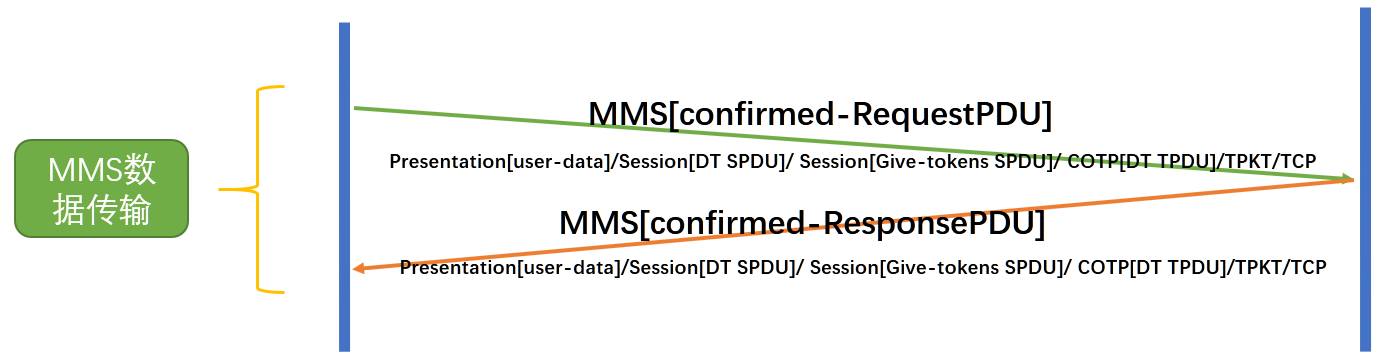 MMS[confirmed-RequestPDU]
Presentation[user-data]/Session[DT SPDU]/ Session[Give-tokens SPDU]/ COTP[DT TPDU]/TPKT/TCP
MMS数
据传输
MMS[confirmed-ResponsePDU]
Presentation[user-data]/Session[DT SPDU]/ Session[Give-tokens SPDU]/ COTP[DT TPDU]/TPKT/TCP